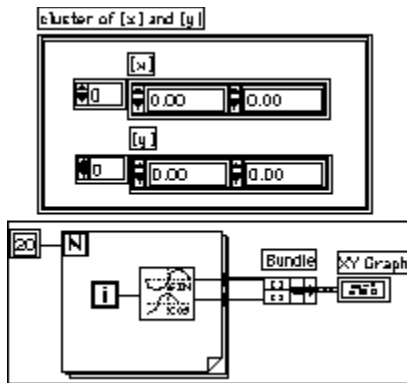 cluster of [x] and [y]
[x]
0 0.00 0.00
[y]
0 0.00 0.00
20 N
Bundle XY Graph
i SIN
COS